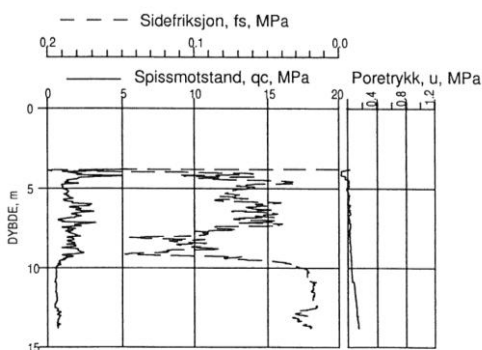 Sidefriksjon, fs, MPa
0,2 0,1 0,0
Spissmotstand, qc, MPa Poretrykk, u, MPa
0 5 10 15 20 0 0,4 0,8 1,2
DYBDE, m
0
5
10
15